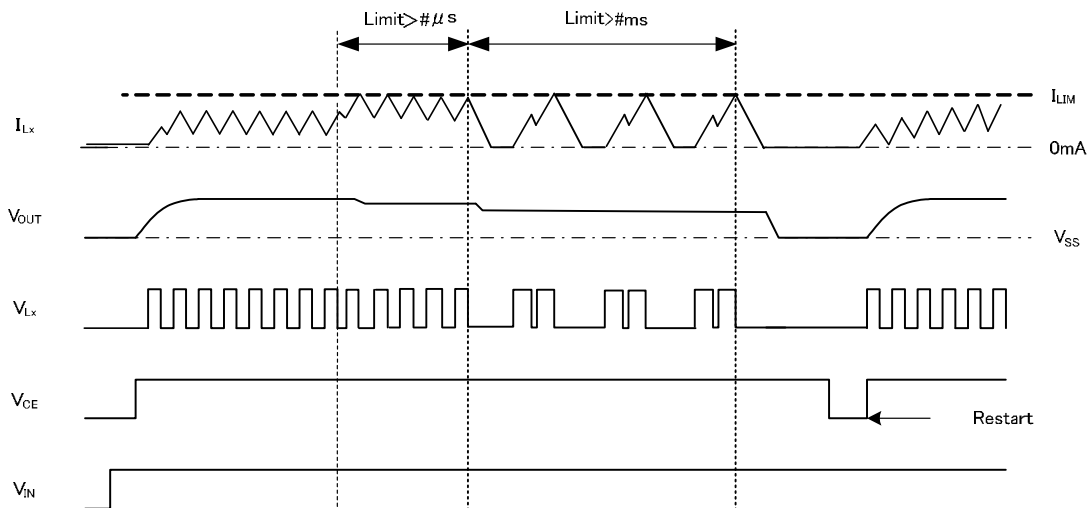 Limit>#μs
Limit>#ms
ILIM
ILx
0mA
VOUT
VSS
VLx
VCE
Restart
VIN